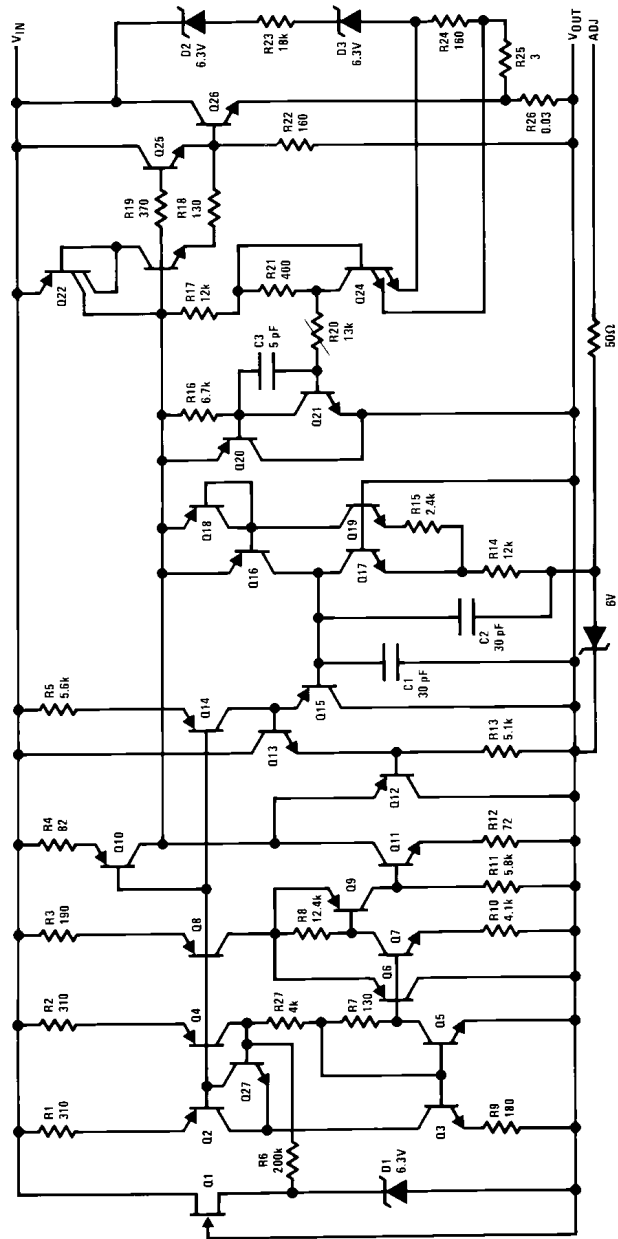 VIN
R1
310
R2
310
R3
190
R4
82
R5
5.6k
Q1
Q2
Q4
Q8
Q10
Q14
Q22
R19
370
Q25
Q26
D2
6.3V
R23
18k
D3
6.3V
R24
160
R25
3
R26
0.03
R22
160
R18
130
R17
12k
R21
400
Q24
R20
13k
C3
5 pF
R16
6.7k
Q20
Q21
Q18
Q16
Q19
Q17
R15
2.4k
R14
12k
C1
30 pF
C2
30 pF
Q15
Q13
Q12
R13
5.1k
Q11
R12
72
R11
5.8k
R10
4.1k
Q9
R8
12.4k
Q7
Q6
R27
4k
R7
130
Q27
Q5
Q3
R9
180
R6
200k
D1
6.3V
6V
50Ω
VOUT
ADJ